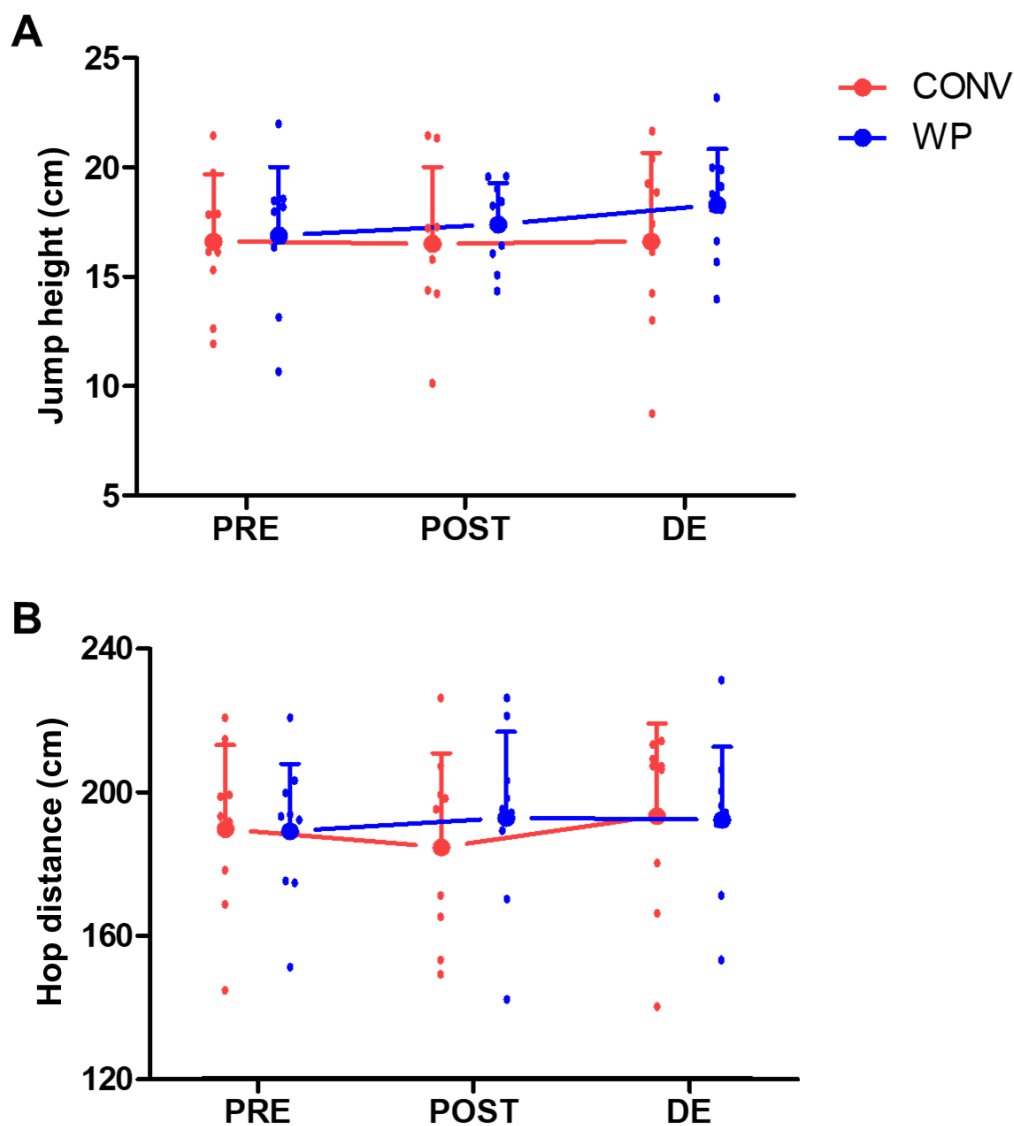 A
Jump height (cm)
25
20
15
10
5
PRE POST DE
CONV
WP
B
Hop distance (cm)
240
200
160
120
PRE POST DE